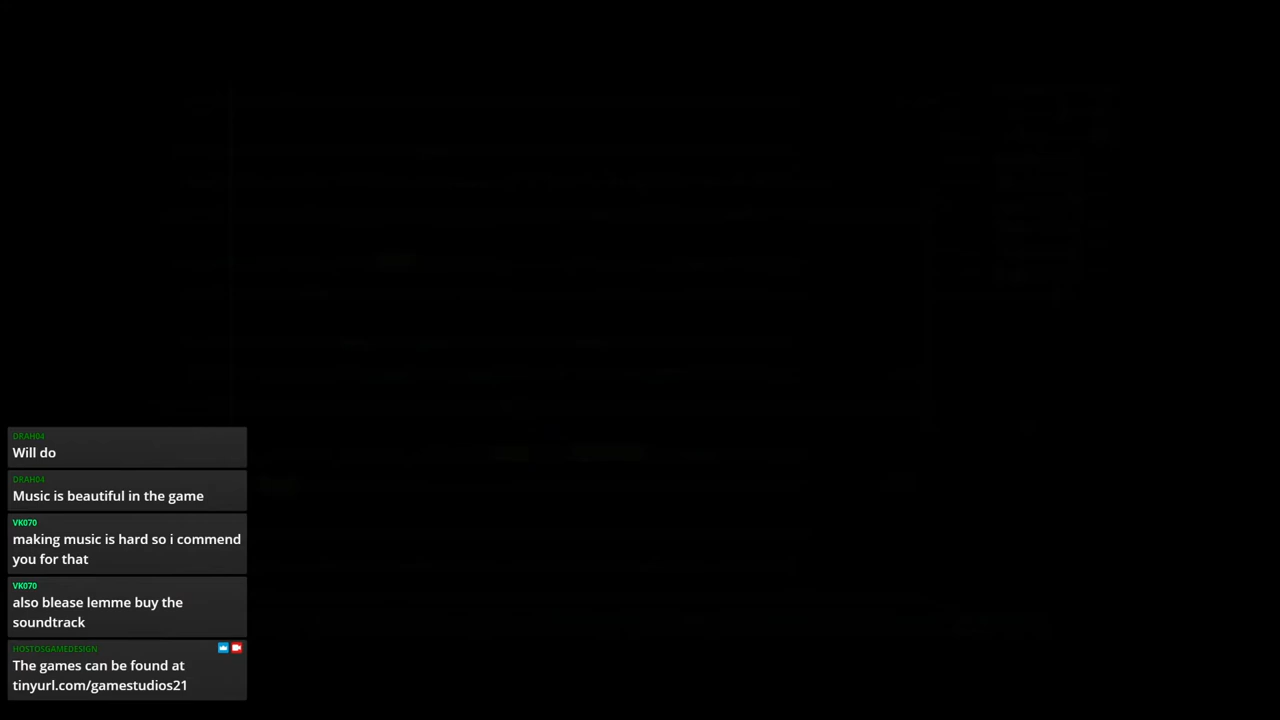 DRAH04
Will do
DRAH04
Music is beautiful in the game
VK070
making music is hard so i commend
you for that
VK070
also blease lemme buy the
soundtrack
HOSTOSGAMEDESIGN
The games can be found at
tinyurl.com/gamestudios21